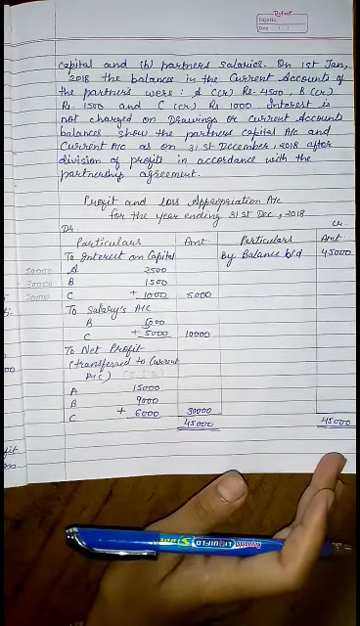 capital and (b) partners salaries. On 1st Jan,
2018 the balances in the Current Accounts of
the partners were : A (cr) Rs. 4500, B (cr)
Rs. 1500 and C (cr) Rs 1000 Interest is
not charged on Drawings or Current Accounts
balances show the partners capital A/c and
Current A/c as on 31st December, 2018 after
division of profits in accordance with the
partnership agreement.
Profit and loss Appropriation A/c
for the year ending 31st Dec, 2018
Dr. Cr.
Particulars Amt Particulars Amt
To Interest on Capital By Balance b/d 45000
50000 A 2500
30000 B 1500
20000 C + 1000 5000
To Salary's A/c
B 5000
C + 5000 10000
To Net Profit
(transferred to Current
A/c)
A 15000
B 9000
C + 6000 30000
45000 45000
LIQUIFLO